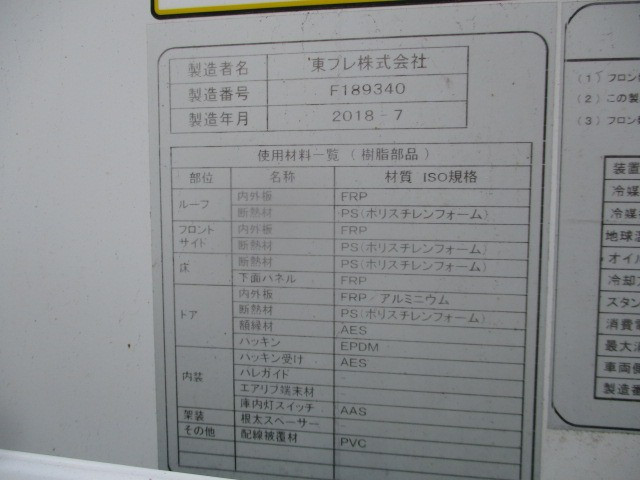 製造者名 東プレ株式会社
製造番号 F189340
製造年月 2018 - 7
使用材料一覧 ( 樹脂部品 )
部位 名称 材質 ISO規格
ルーフ 内外板 FRP
断熱材 PS(ポリスチレンフォーム)
フロント サイド 内外板 FRP
断熱材 PS(ポリスチレンフォーム)
床 断熱材 PS(ポリスチレンフォーム)
下面パネル FRP
ドア 内外板 FRP／アルミニウム
断熱材 PS(ポリスチレンフォーム)
額縁材 AES
パッキン EPDM
内装 パッキン受け AES
ハレガイド -
エアリブ端末材 -
庫内灯スイッチ AAS
架装 根太スペーサー -
その他 配線被覆材 PVC
(1) フロン
(2) この製
(3) フロン
装置
冷媒
冷媒
地球温
オイル
冷却
スタン
消費電
最大
車両
製造番